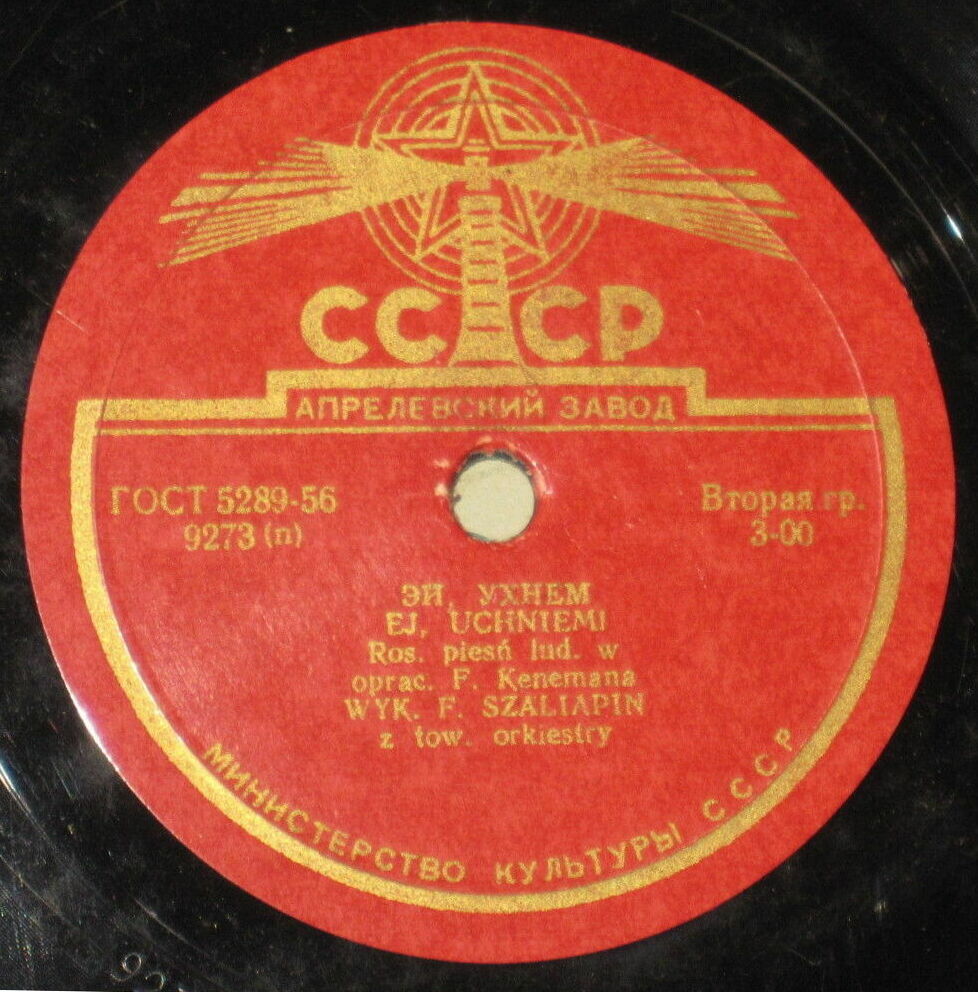 СССР
АПРЕЛЕВСКИЙ ЗАВОД
ГОСТ 5289-56
9273 (п)
Вторая гр.
3-00
ЭЙ, УХНЕМ
EJ, UCHNIEMI
Ros. pieśń lud. w
oprac. F. Kenemana
WYK. F. SZALIAPIN
z tow. orkiestry
МИНИСТЕРСТВО КУЛЬТУРЫ СССР